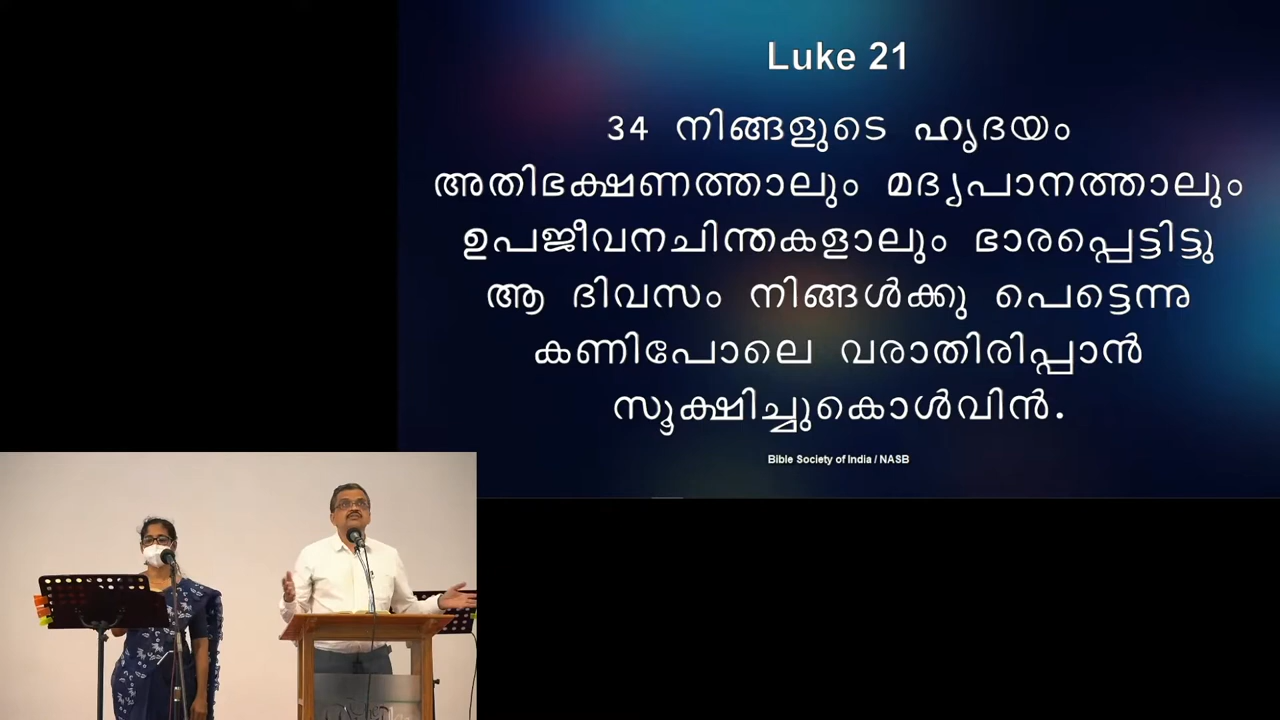 Luke 21
34 നിങ്ങളുടെ ഹൃദയം
അതിഭക്ഷണത്താലും മദ്യപാനത്താലും
ഉപജീവനചിന്തകളാലും ഭാരപ്പെട്ടിട്ടു
ആ ദിവസം നിങ്ങൾക്കു പെട്ടെന്നു
കണിപോലെ വരാതിരിപ്പാൻ
സൂക്ഷിച്ചുകൊൾവിൻ.
Bible Society of India / NASB